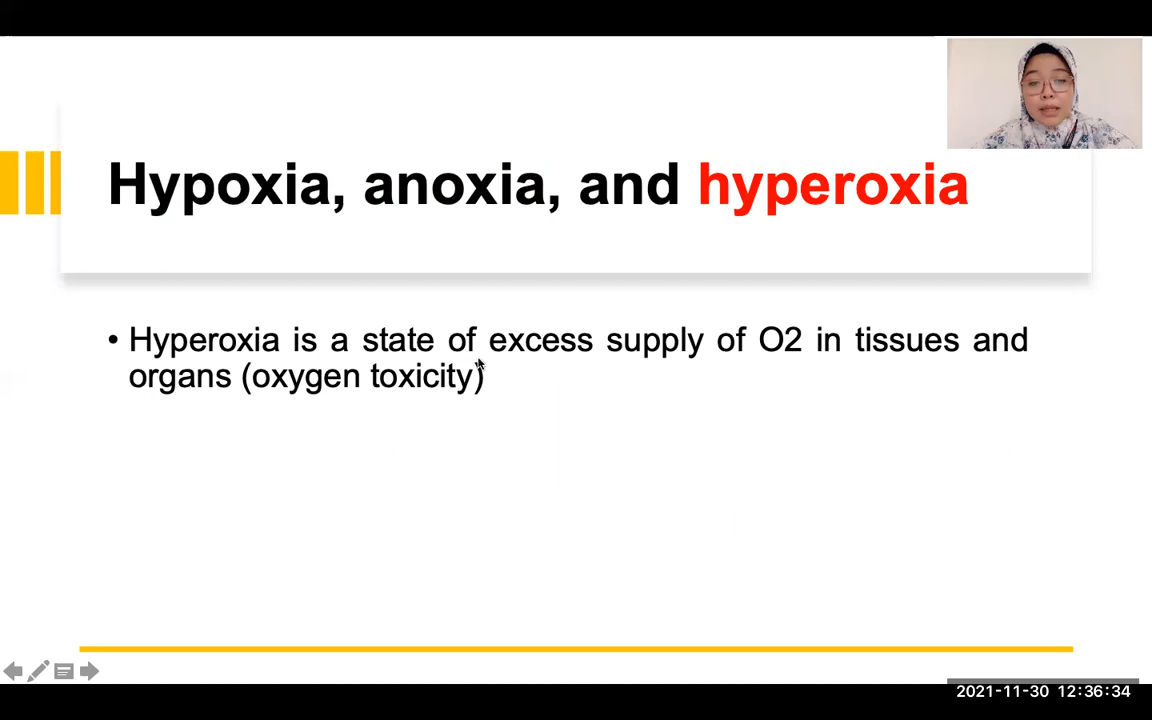 Hypoxia, anoxia, and hyperoxia
• Hyperoxia is a state of excess supply of O2 in tissues and
organs (oxygen toxicity)
2021-11-30 12:36:34